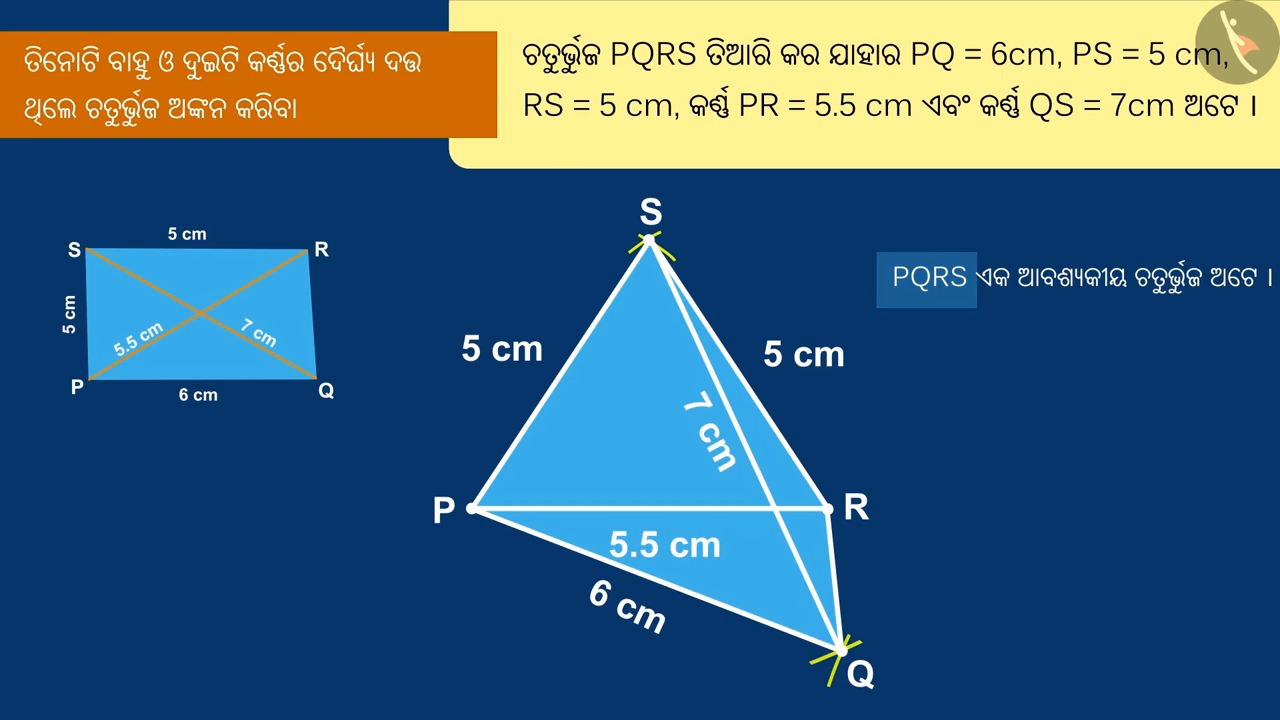 ତିନୋଟି ବାହୁ ଓ ଦୁଇଟି କର୍ଣ୍ଣର ଦୈର୍ଘ୍ୟ ଦତ୍ତ
ଥିଲେ ଚତୁର୍ଭୁଜ ଅଙ୍କନ କରିବା
ଚତୁର୍ଭୁଜ PQRS ତିଆରି କର ଯାହାର PQ = 6cm, PS = 5 cm,
RS = 5 cm, କର୍ଣ୍ଣ PR = 5.5 cm ଏବଂ କର୍ଣ୍ଣ QS = 7cm ଅଟେ ।
5 cm
S
R
5 cm
5.5 cm
7 cm
P
Q
6 cm
S
5 cm
5 cm
7 cm
P
R
5.5 cm
6 cm
Q
PQRS ଏକ ଆବଶ୍ୟକୀୟ ଚତୁର୍ଭୁଜ ଅଟେ ।